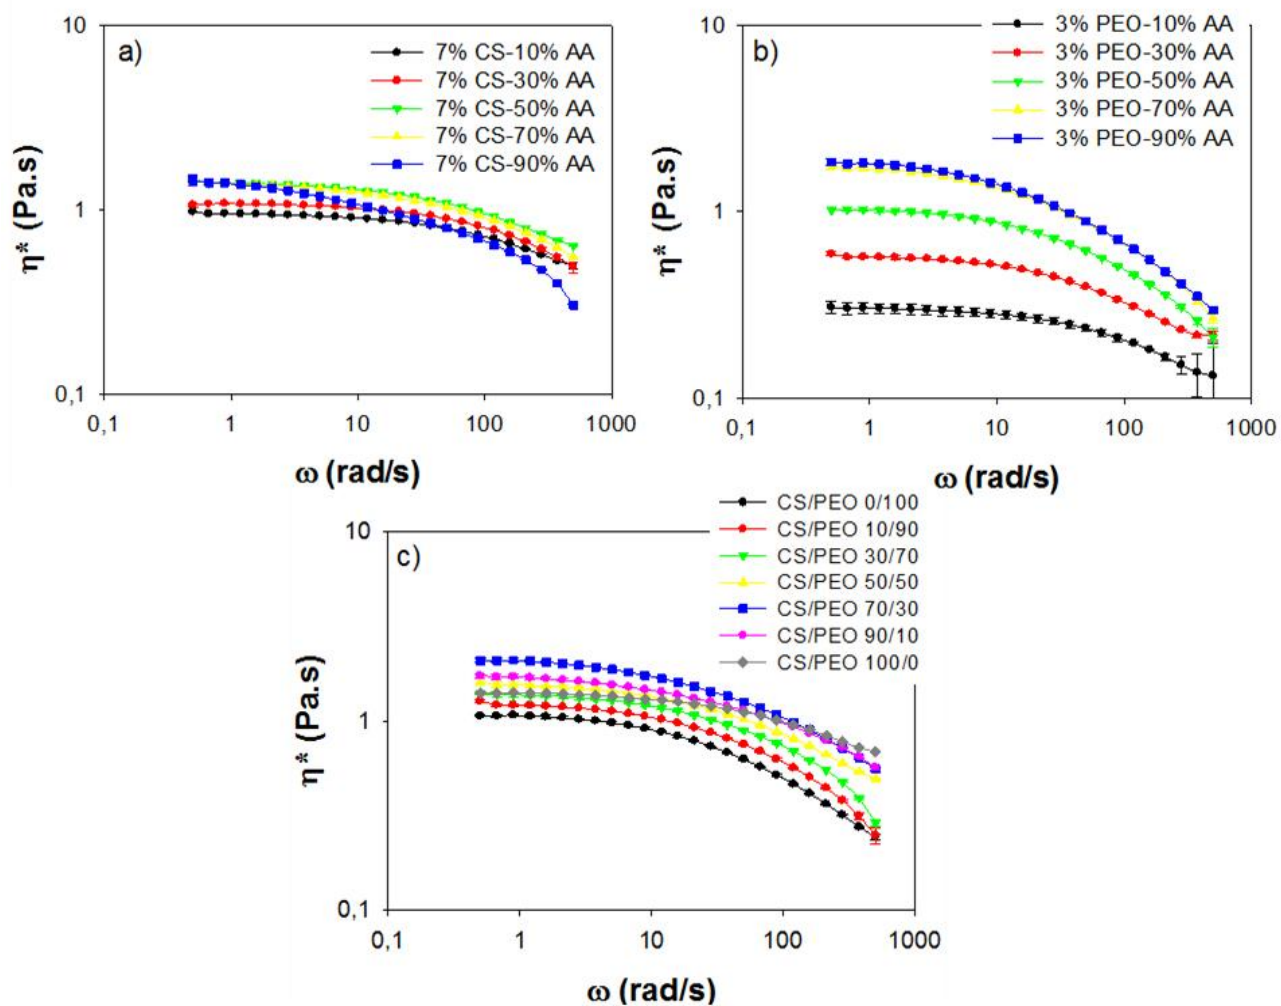 a)
7% CS-10% AA
7% CS-30% AA
7% CS-50% AA
7% CS-70% AA
7% CS-90% AA
10
1
0,1
η* (Pa.s)
0,1 1 10 100 1000
ω (rad/s)
b)
3% PEO-10% AA
3% PEO-30% AA
3% PEO-50% AA
3% PEO-70% AA
3% PEO-90% AA
10
1
0,1
η* (Pa.s)
0,1 1 10 100 1000
ω (rad/s)
c)
CS/PEO 0/100
CS/PEO 10/90
CS/PEO 30/70
CS/PEO 50/50
CS/PEO 70/30
CS/PEO 90/10
CS/PEO 100/0
10
1
0,1
η* (Pa.s)
0,1 1 10 100 1000
ω (rad/s)